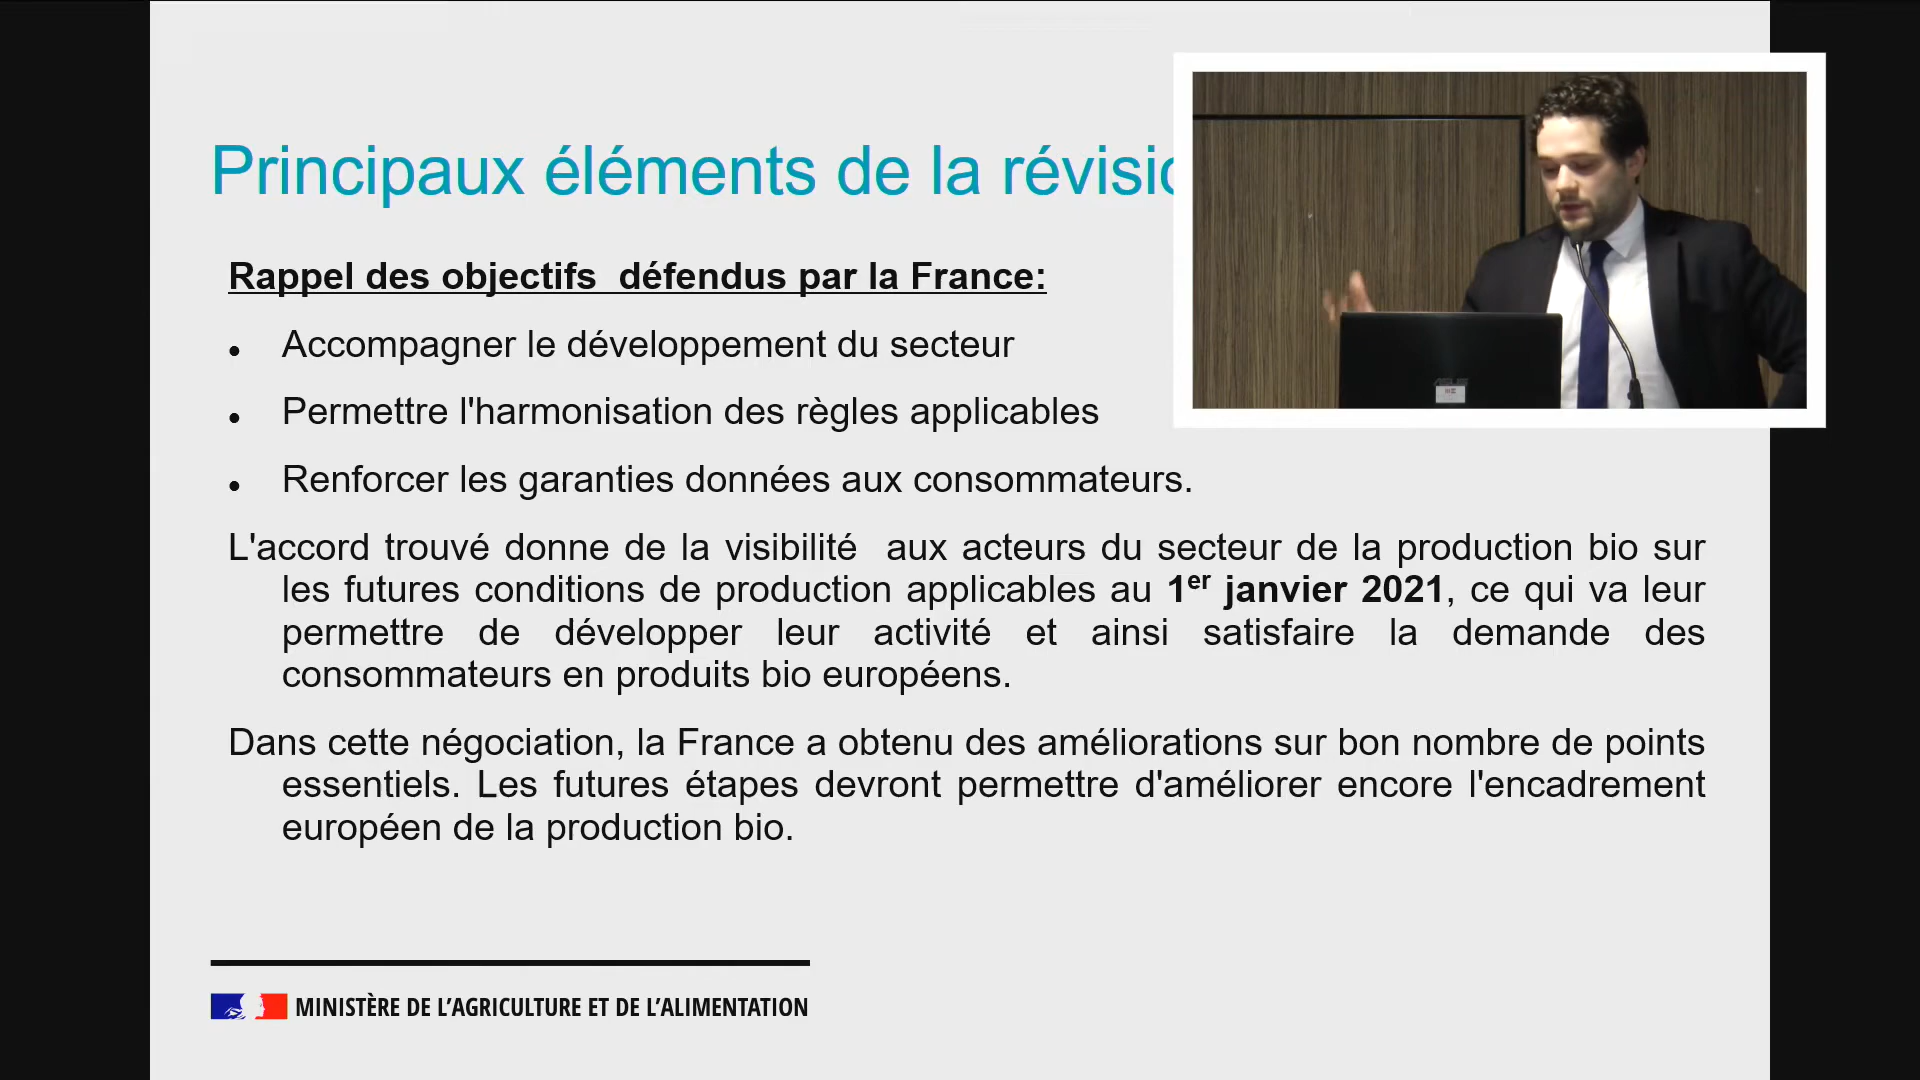 Principaux éléments de la
Rappel des objectifs  défendus par la France:
• Accompagner le développement du secteur
• Permettre l'harmonisation des règles applicables
• Renforcer les garanties données aux consommateurs.
L'accord trouvé donne de la visibilité  aux acteurs du secteur de la production bio sur
les futures conditions de production applicables au 1er janvier 2021, ce qui va leur
permettre de développer leur activité et ainsi satisfaire la demande des
consommateurs en produits bio européens.
Dans cette négociation, la France a obtenu des améliorations sur bon nombre de points
essentiels. Les futures étapes devront permettre d'améliorer encore l'encadrement
européen de la production bio.
MINISTÈRE DE L'AGRICULTURE ET DE L'ALIMENTATION